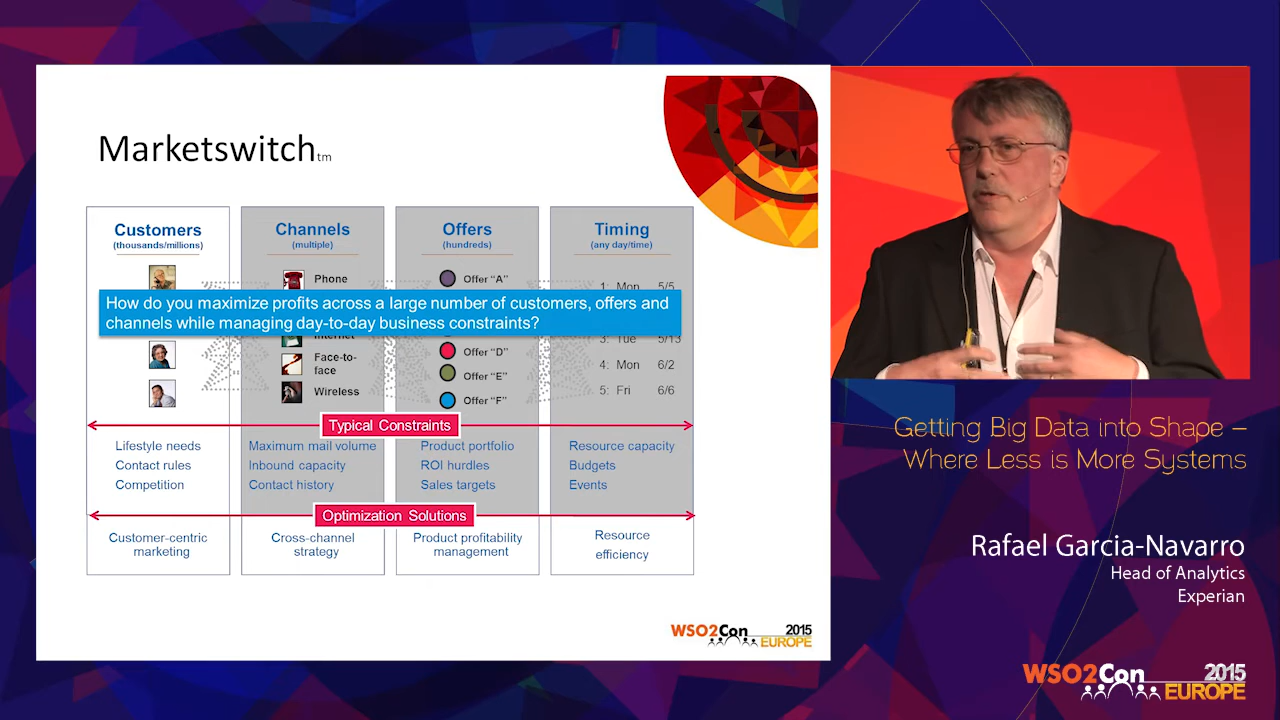 Marketswitch tm
Customers
(thousands/millions)
Channels
(multiple)
Offers
(hundreds)
Timing
(any day/time)
Phone
Offer “A”
1: Mon 5/5
How do you maximize profits across a large number of customers, offers and
channels while managing day-to-day business constraints?
Internet
3: Tue 5/13
Offer “D”
Face-to-
face
4: Mon 6/2
Offer “E”
Wireless
5: Fri 6/6
Offer “F”
Typical Constraints
Lifestyle needs
Contact rules
Competition
Maximum mail volume
Inbound capacity
Contact history
Product portfolio
ROI hurdles
Sales targets
Resource capacity
Budgets
Events
Optimization Solutions
Customer-centric
marketing
Cross-channel
strategy
Product profitability
management
Resource
efficiency
WSO2Con 2015
EUROPE
Getting Big Data into Shape –
Where Less is More Systems
Rafael Garcia-Navarro
Head of Analytics
Experian
WSO2Con 2015
EUROPE